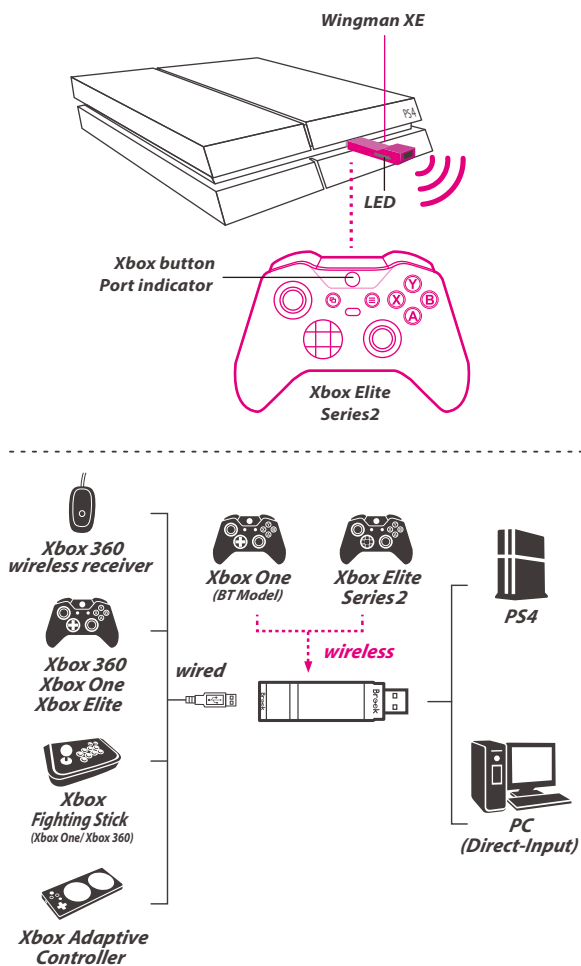 Wingman XE
PS4
LED
Xbox button
Port indicator
Y
X
B
A
Xbox Elite
Series2
Xbox 360
wireless receiver
Xbox One
(BT Model)
Xbox Elite
Series 2
PS4
wireless
Xbox 360
Xbox One
Xbox Elite
wired
Brook
Brook
Xbox
Fighting Stick
(Xbox One/ Xbox 360)
PC
(Direct-Input)
Xbox Adaptive
Controller